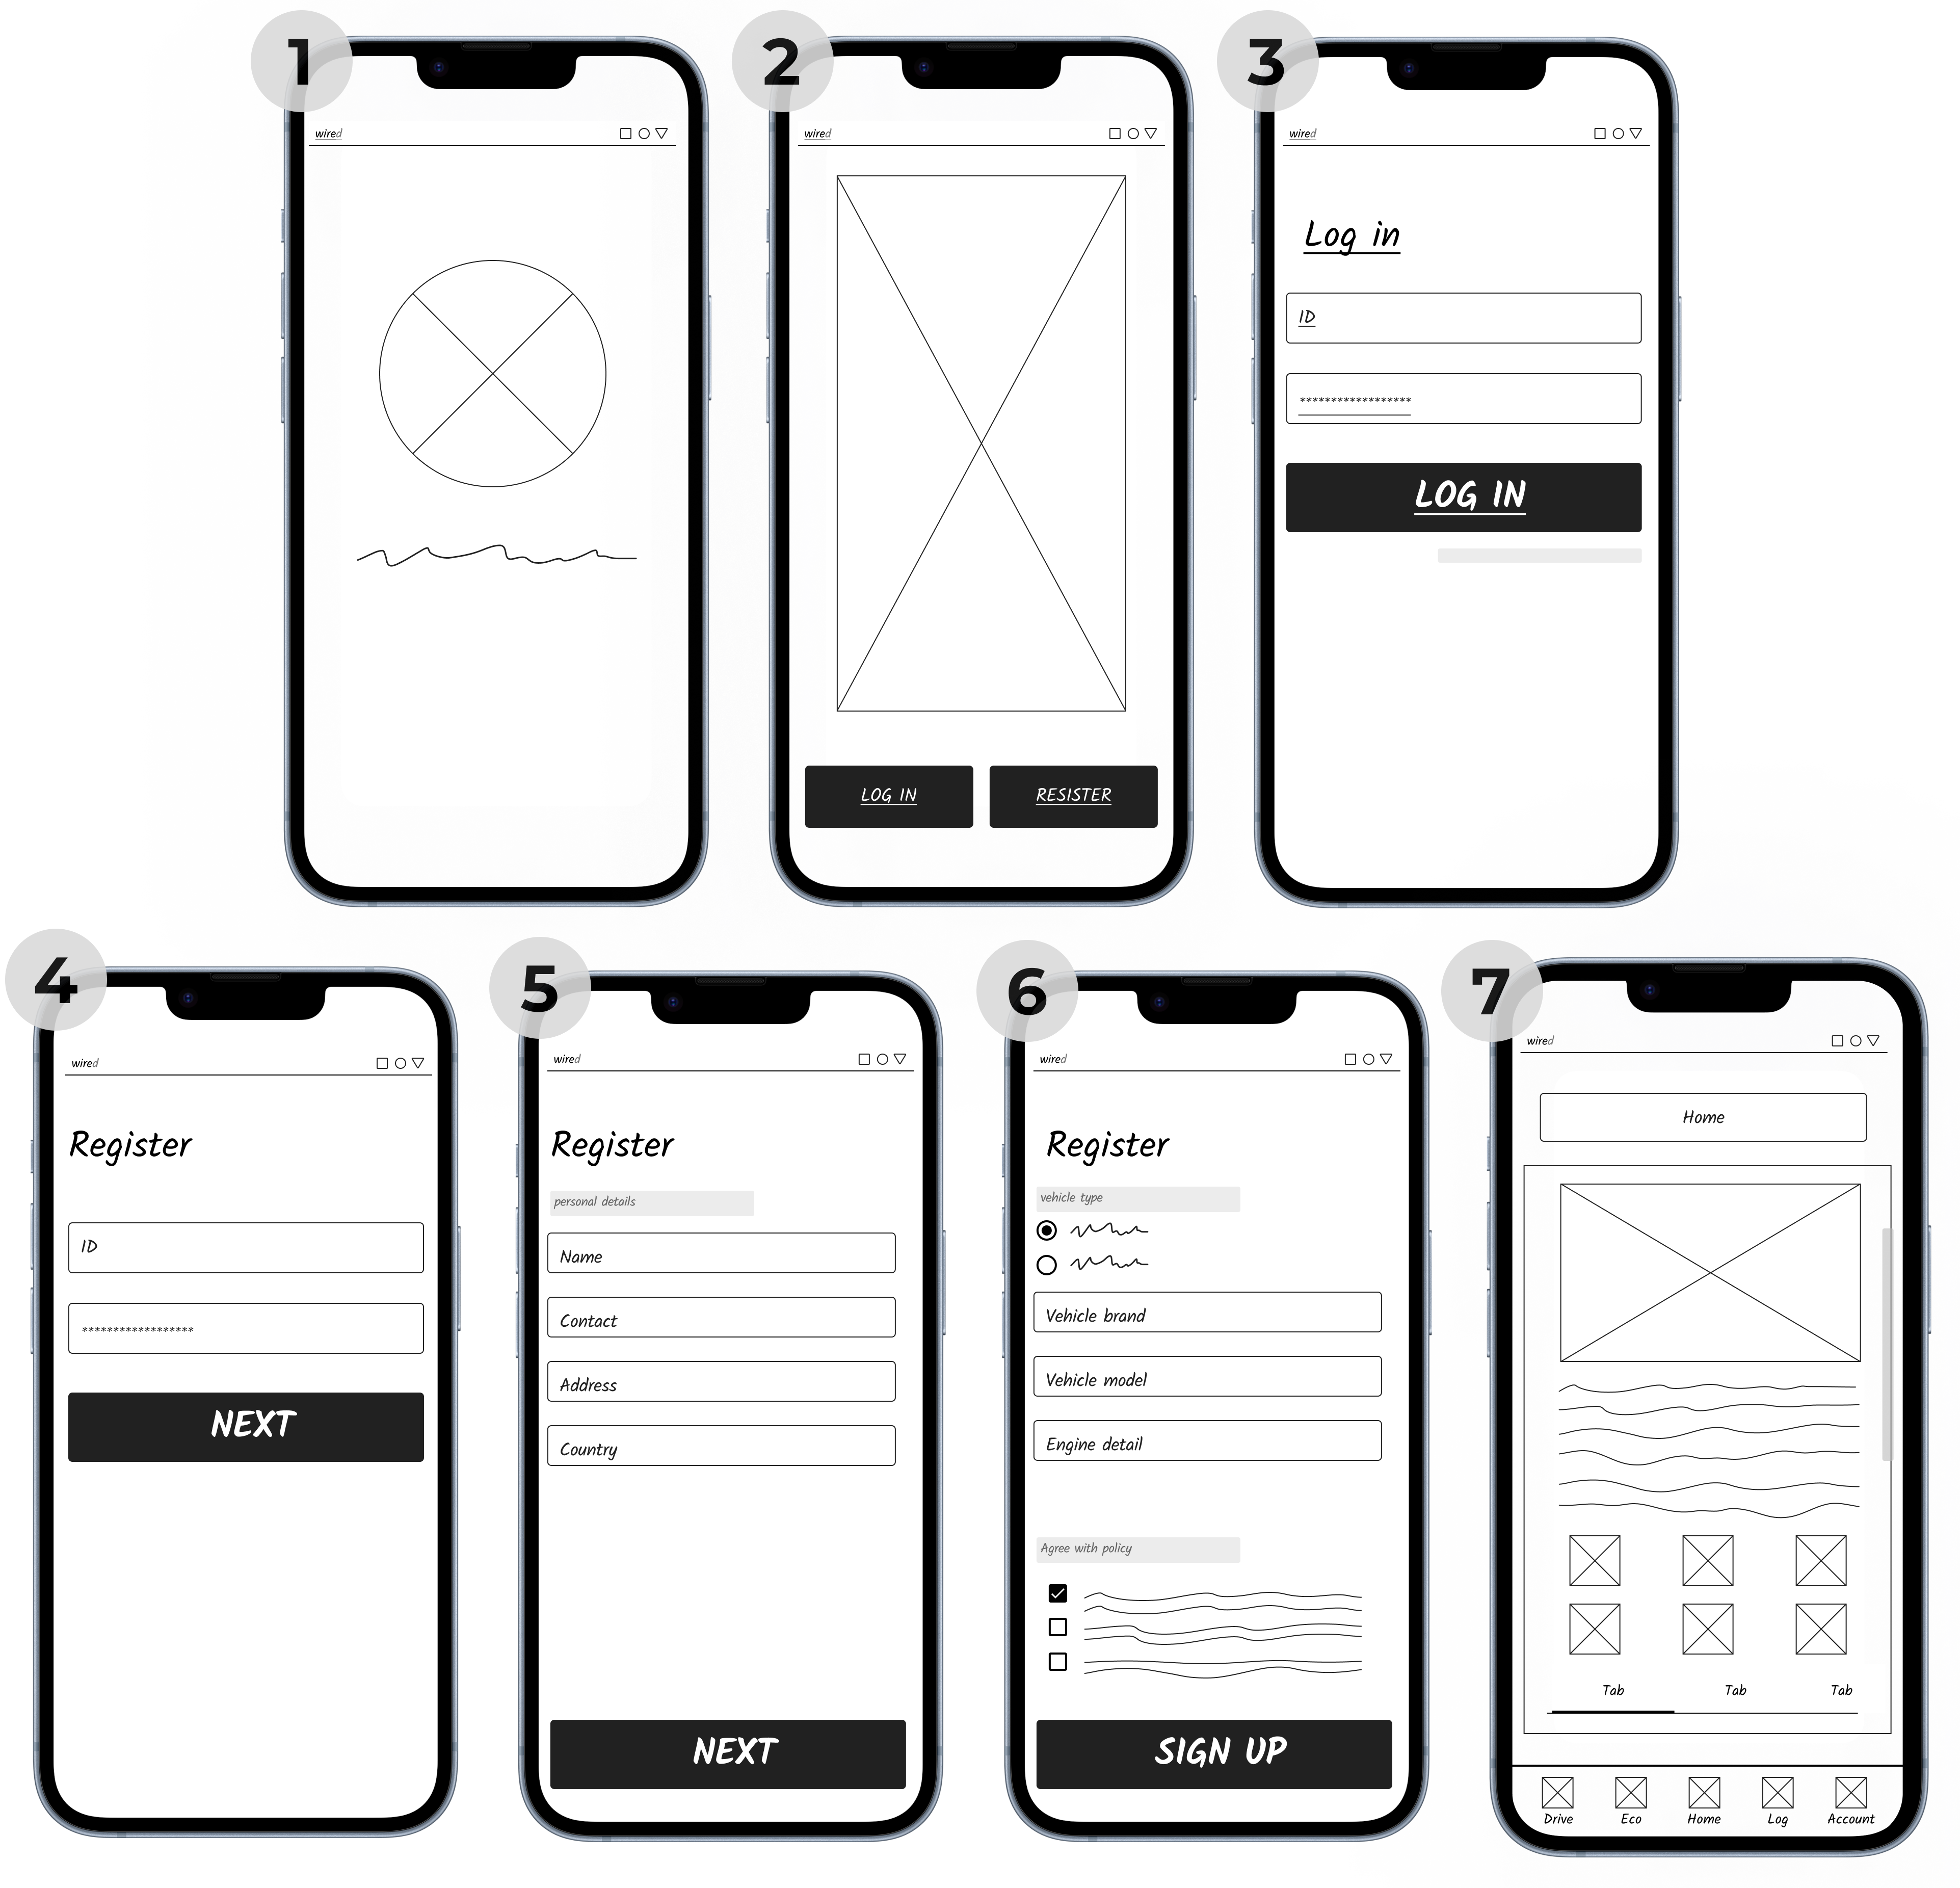 1
wired
2
wired
LOG IN
RESISTER
3
wired
Log in
ID
******************
LOG IN
4
wired
Register
ID
******************
NEXT
5
wired
Register
personal details
Name
Contact
Address
Country
NEXT
6
wired
Register
vehicle type
Vehicle brand
Vehicle model
Engine detail
Agree with policy
SIGN UP
7
wired
Home
Tab Tab Tab
Drive Eco Home Log Account